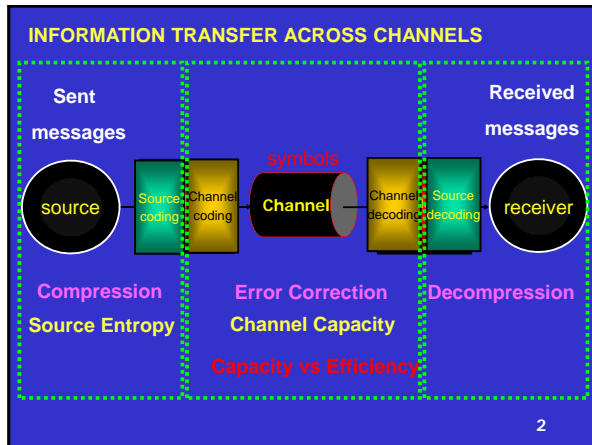 INFORMATION TRANSFER ACROSS CHANNELS
Sent
messages
Received
messages
symbols
source
Source
coding
Channel
coding
Channel
Channel
decoding
Source
decoding
receiver
Compression
Error Correction
Decompression
Source Entropy
Channel Capacity
Capacity vs Efficiency
2